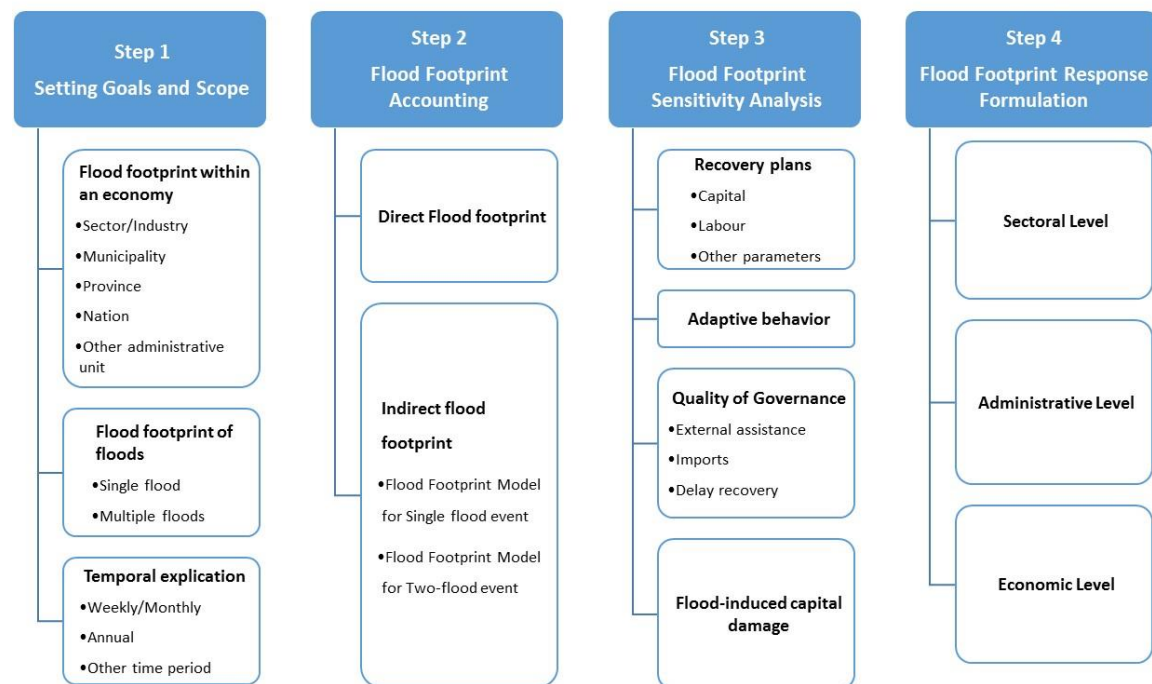 Step 1
Setting Goals and Scope
Flood footprint within
an economy
•Sector/Industry
•Municipality
•Province
•Nation
•Other administrative
unit
Flood footprint of
floods
•Single flood
•Multiple floods
Temporal explication
•Weekly/Monthly
•Annual
•Other time period
Step 2
Flood Footprint
Accounting
Direct Flood footprint
Indirect flood
footprint
•Flood Footprint Model
for Single flood event
•Flood Footprint Model
for Two-flood event
Step 3
Flood Footprint
Sensitivity Analysis
Recovery plans
•Capital
•Labour
•Other parameters
Adaptive behavior
Quality of Governance
•External assistance
•Imports
•Delay recovery
Flood-induced capital
damage
Step 4
Flood Footprint Response
Formulation
Sectoral Level
Administrative Level
Economic Level